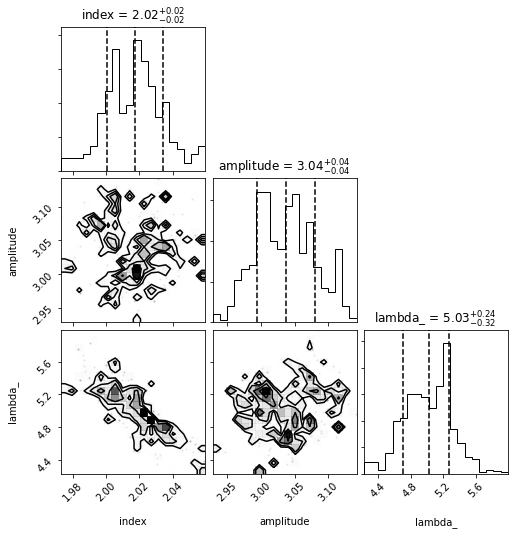 index = 2.02+0.02
−0.02
amplitude
3.10
3.05
3.00
2.95
amplitude = 3.04+0.04
−0.04
lambda_
5.6
5.2
4.8
4.4
lambda_ = 5.03+0.24
−0.32
1.98
2.00
2.02
2.04
2.95
3.00
3.05
3.10
4.4
4.8
5.2
5.6
index
amplitude
lambda_